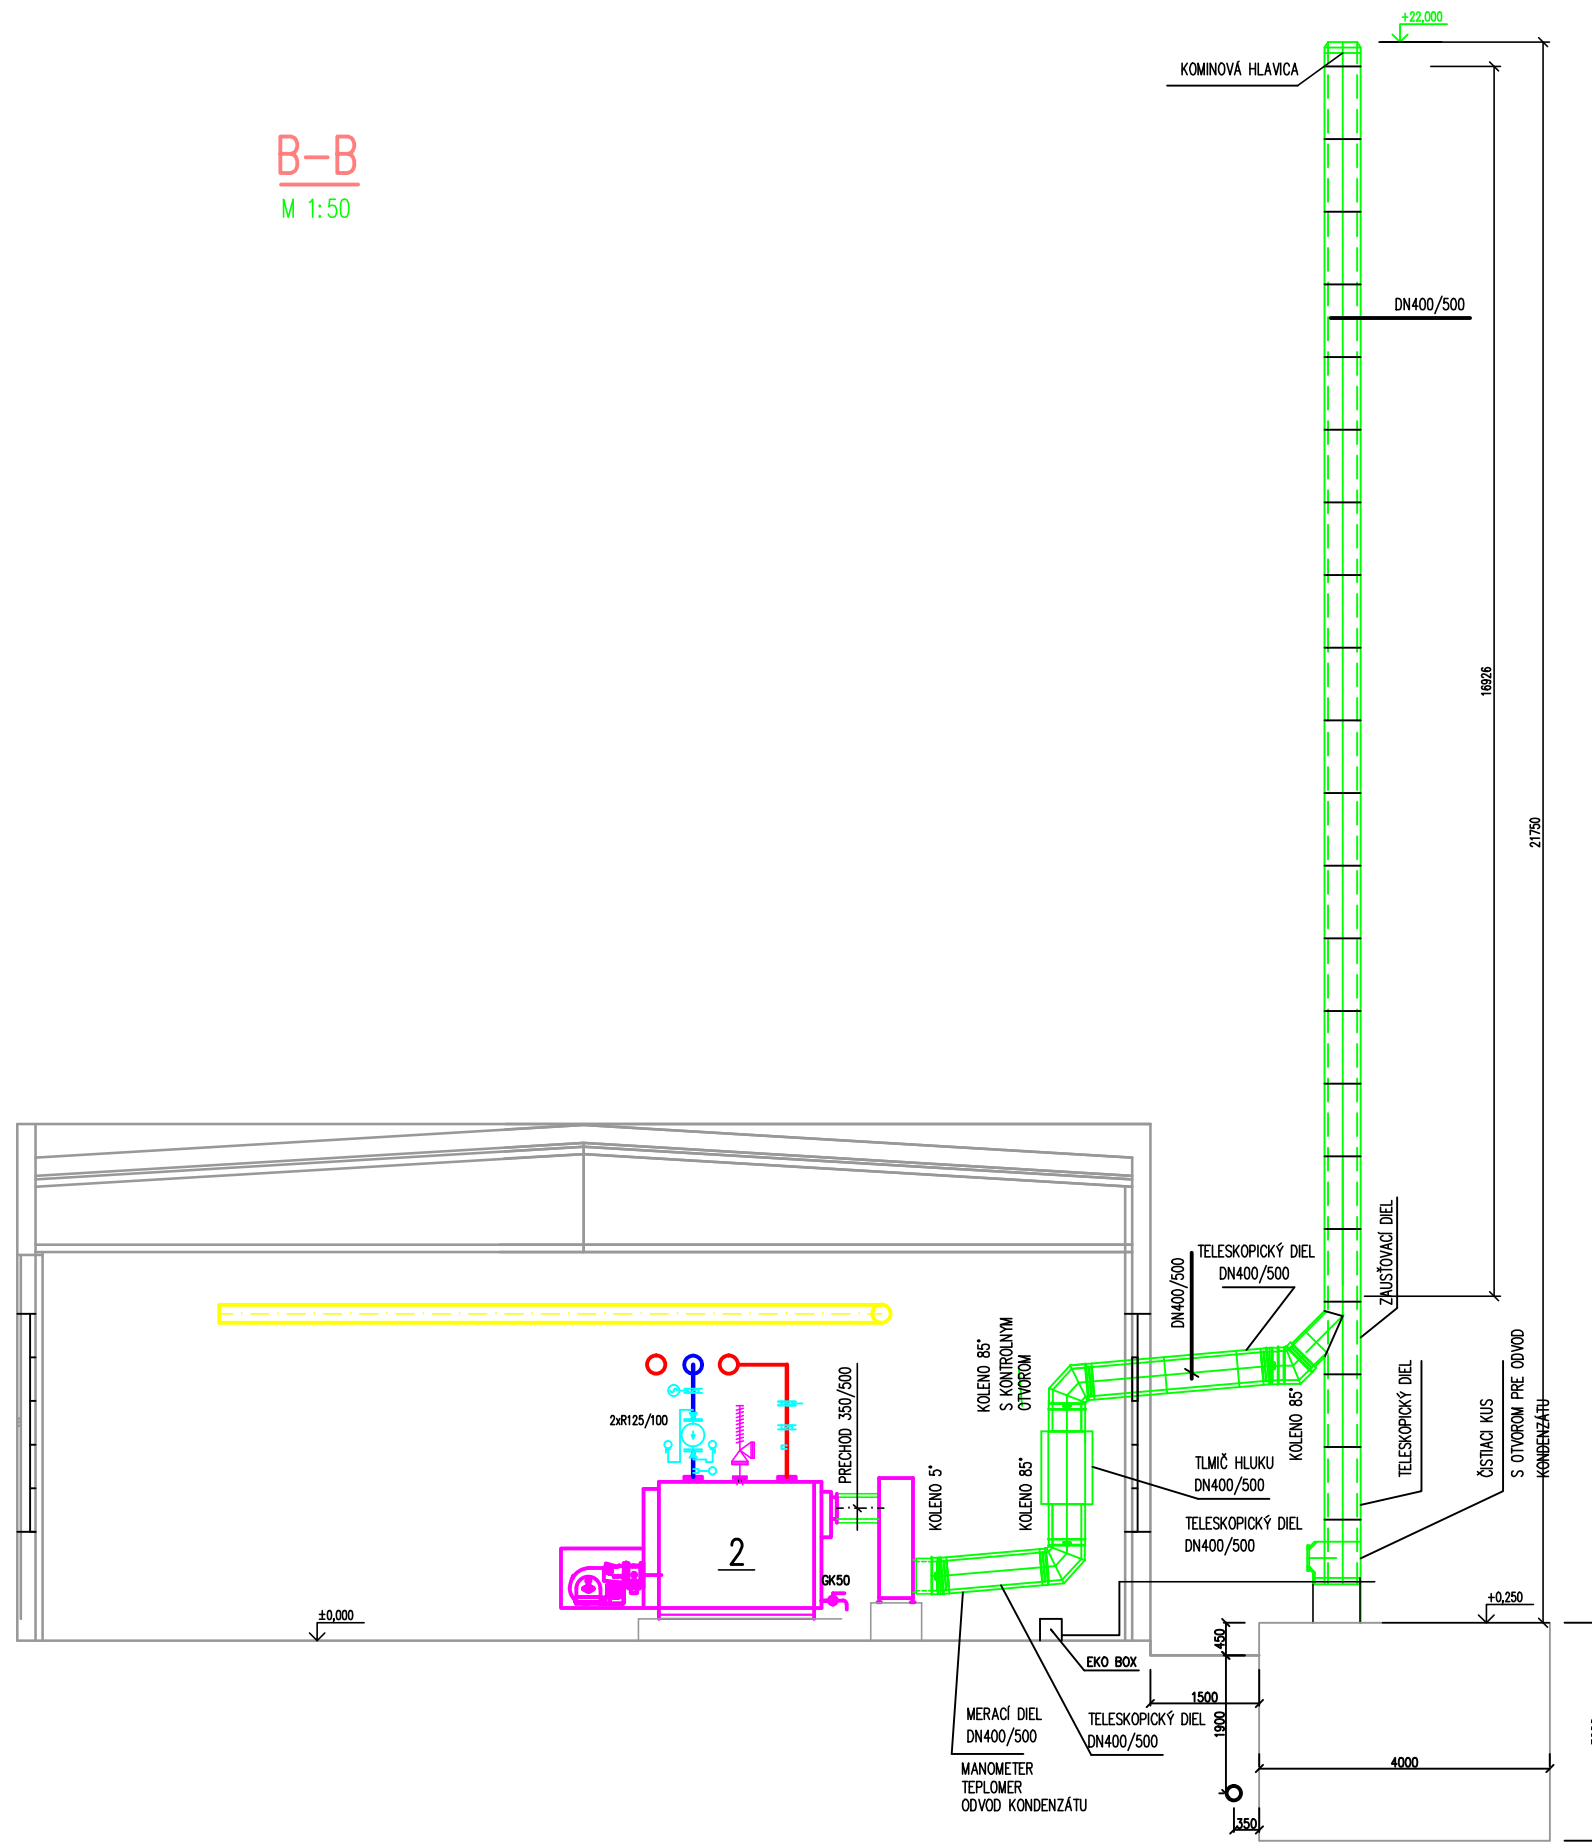 +22,000
KOMINOVÁ HLAVICA
B-B
M 1:50
DN400/500
16926
21750
ZAUSŤOVACÍ DIEL
TELESKOPICKÝ DIEL
DN400/500
DN400/500
KOLENO 85°
S KONTROLNYM
OTVOROM
PRECHOD 350/500
2xR125/100
KOLENO 5°
KOLENO 85°
KOLENO 85°
TLMIČ HLUKU
DN400/500
TELESKOPICKÝ DIEL
DN400/500
TELESKOPICKÝ DIEL
ČISTIACI KUS
S OTVOROM PRE ODVOD
KONDENZÁTU
2
GK50
±0,000
+0,250
450
EKO BOX
1500
1900
MERACÍ DIEL
DN400/500
MANOMETER
TEPLOMER
ODVOD KONDENZÁTU
TELESKOPICKÝ DIEL
DN400/500
4000
350